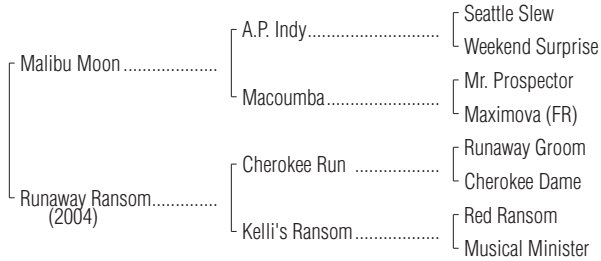 Seattle Slew
A.P. Indy..............................
Weekend Surprise
Malibu Moon...................
Mr. Prospector
Macoumba..........................
Maximova (FR)
Runaway Groom
Cherokee Run ...................
Cherokee Dame
Runaway Ransom..............
(2004)
Red Ransom
Kelli's Ransom...................
Musical Minister